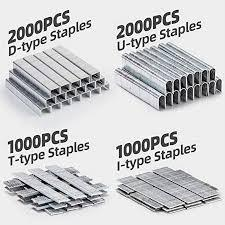 2000PCS
D-type Staples
2000PCS
U-type Staples
1000PCS
T-type Staples
1000PCS
I-type Staples